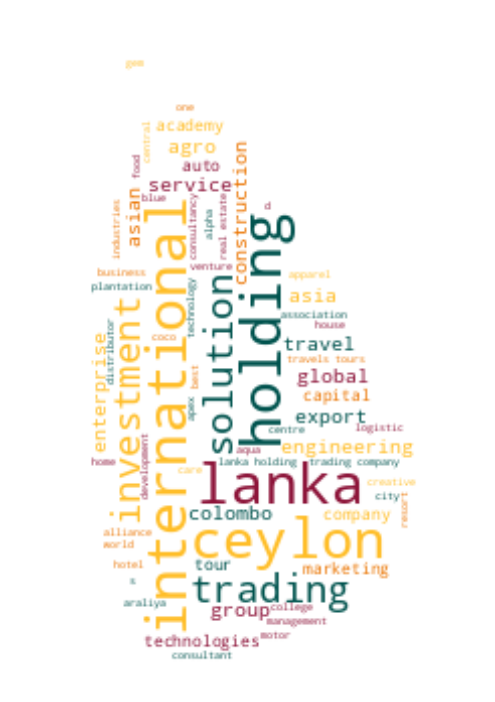 gem
one
academy
central
agro
food
auto
construction
service
blue
asian
industries
international
consultancy
alpha
real estate
d
holding
venture
business
plantation
apparel
asia
solution
technology
investment
association
house
distributor
enterprise
coco
travel
travels tours
best
global
apex
capital
export
centre
logistic
development
aqua
engineering
home
lanka holding
trading company
care
lanka
creative
city
resort
colombo
company
alliance
world
ceylon
hotel
tour
marketing
s
trading
araliya
group
college
management
technologies
motor
consultant